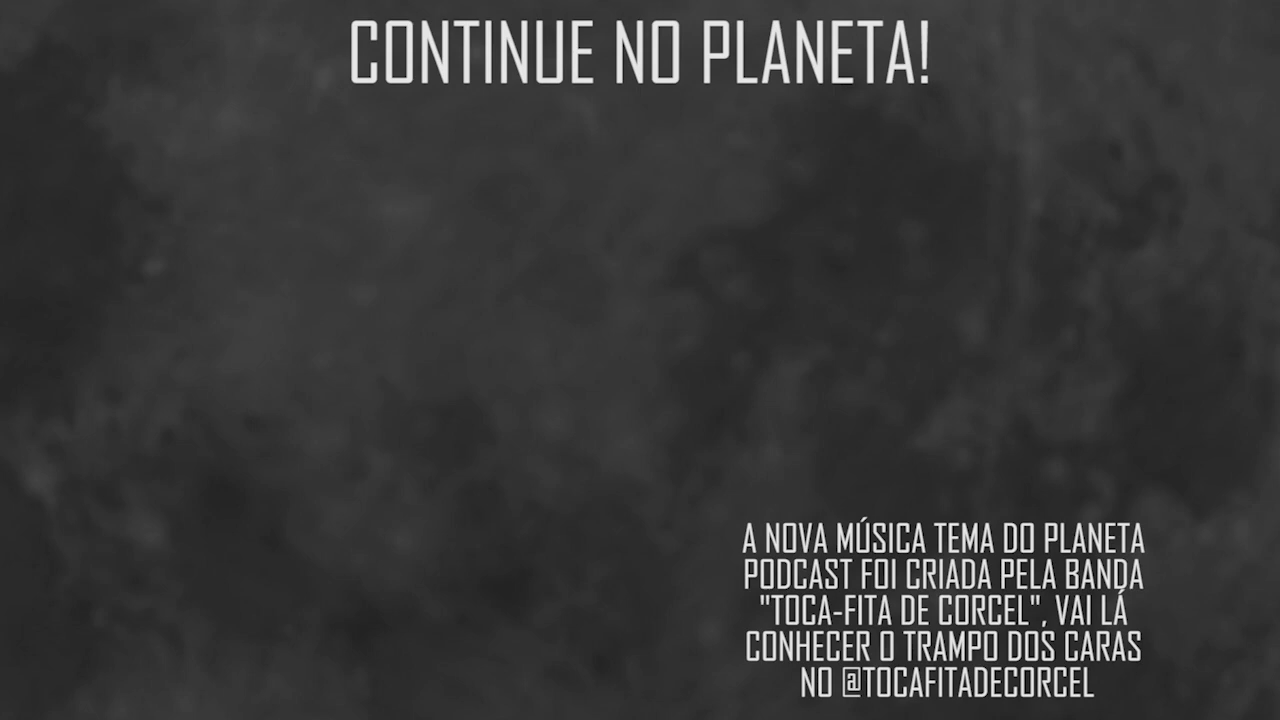 CONTINUE NO PLANETA!
A NOVA MÚSICA TEMA DO PLANETA
PODCAST FOI CRIADA PELA BANDA
"TOCA-FITA DE CORCEL", VAI LÁ
CONHECER O TRAMPO DOS CARAS
NO @TOCAFITADECORCEL